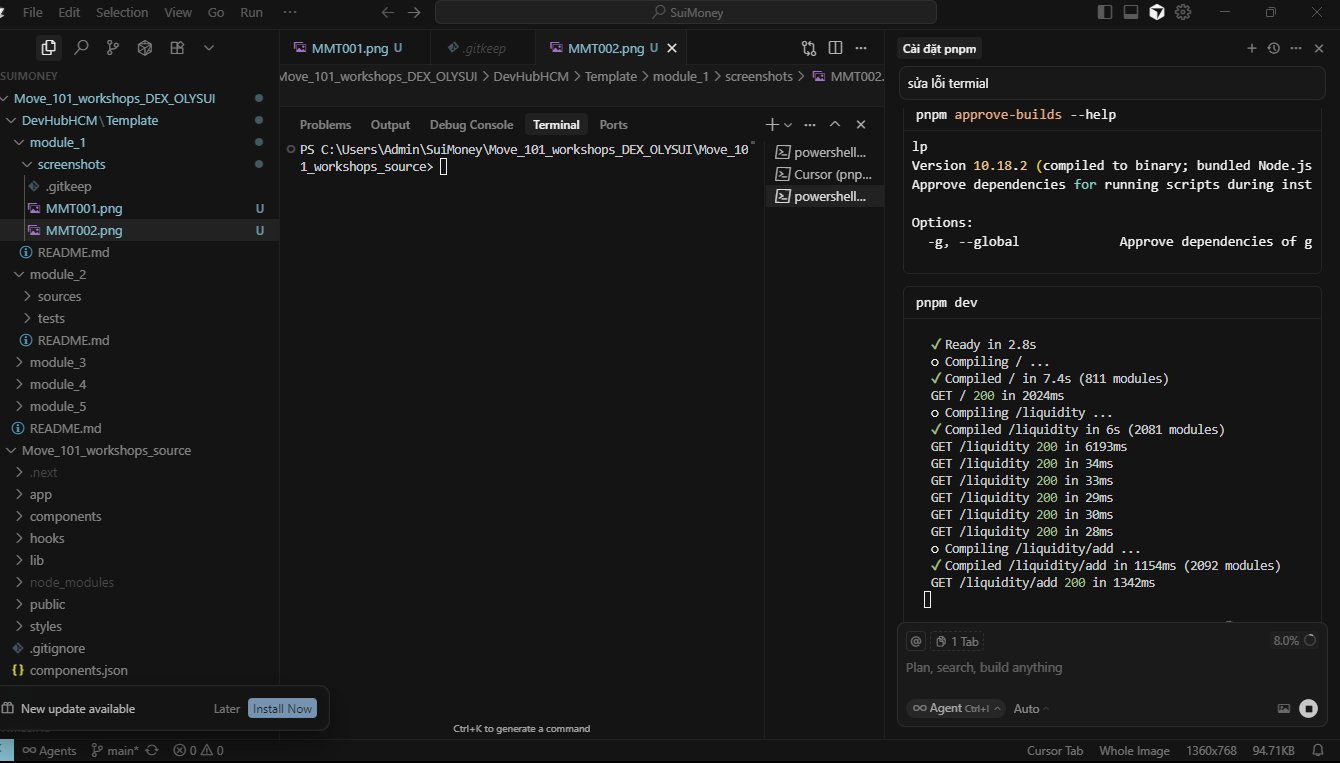 File Edit Selection View Go Run ···
SuiMoney
SUIMONEY
Move_101_workshops_DEX_OLYSUI
DevHubHCM\Template
module_1
screenshots
.gitkeep
MMT001.png U
MMT002.png U
README.md
module_2
sources
tests
README.md
module_3
module_4
module_5
README.md
Move_101_workshops_source
.next
app
components
hooks
lib
node_modules
public
styles
.gitignore
components.json
New update available Later Install Now
MMT001.png U
.gitkeep
MMT002.png U
Move_101_workshops_DEX_OLYSUI > DevHubHCM > Template > module_1 > screenshots > MMT002.
Problems Output Debug Console Terminal Ports
PS C:\Users\Admin\SuiMoney\Move_101_workshops_DEX_OLYSUI\Move_10
1_workshops_source>
powershell...
Cursor (pnp...
powershell...
Ctrl+K to generate a command
Cài đặt pnpm
sửa lỗi termial
pnpm approve-builds --help
lp
Version 10.18.2 (compiled to binary; bundled Node.js
Approve dependencies for running scripts during inst
Options:
-g, --global Approve dependencies of g
pnpm dev
✓ Ready in 2.8s
○ Compiling / ...
✓ Compiled / in 7.4s (811 modules)
GET / 200 in 2024ms
○ Compiling /liquidity ...
✓ Compiled /liquidity in 6s (2081 modules)
GET /liquidity 200 in 6193ms
GET /liquidity 200 in 34ms
GET /liquidity 200 in 33ms
GET /liquidity 200 in 29ms
GET /liquidity 200 in 30ms
GET /liquidity 200 in 28ms
○ Compiling /liquidity/add ...
✓ Compiled /liquidity/add in 1154ms (2092 modules)
GET /liquidity/add 200 in 1342ms
@ 1 Tab 8.0%
Plan, search, build anything
Agent Ctrl+I Auto
Agents main* 0 0 Cursor Tab Whole Image 1360x768 94.71KB